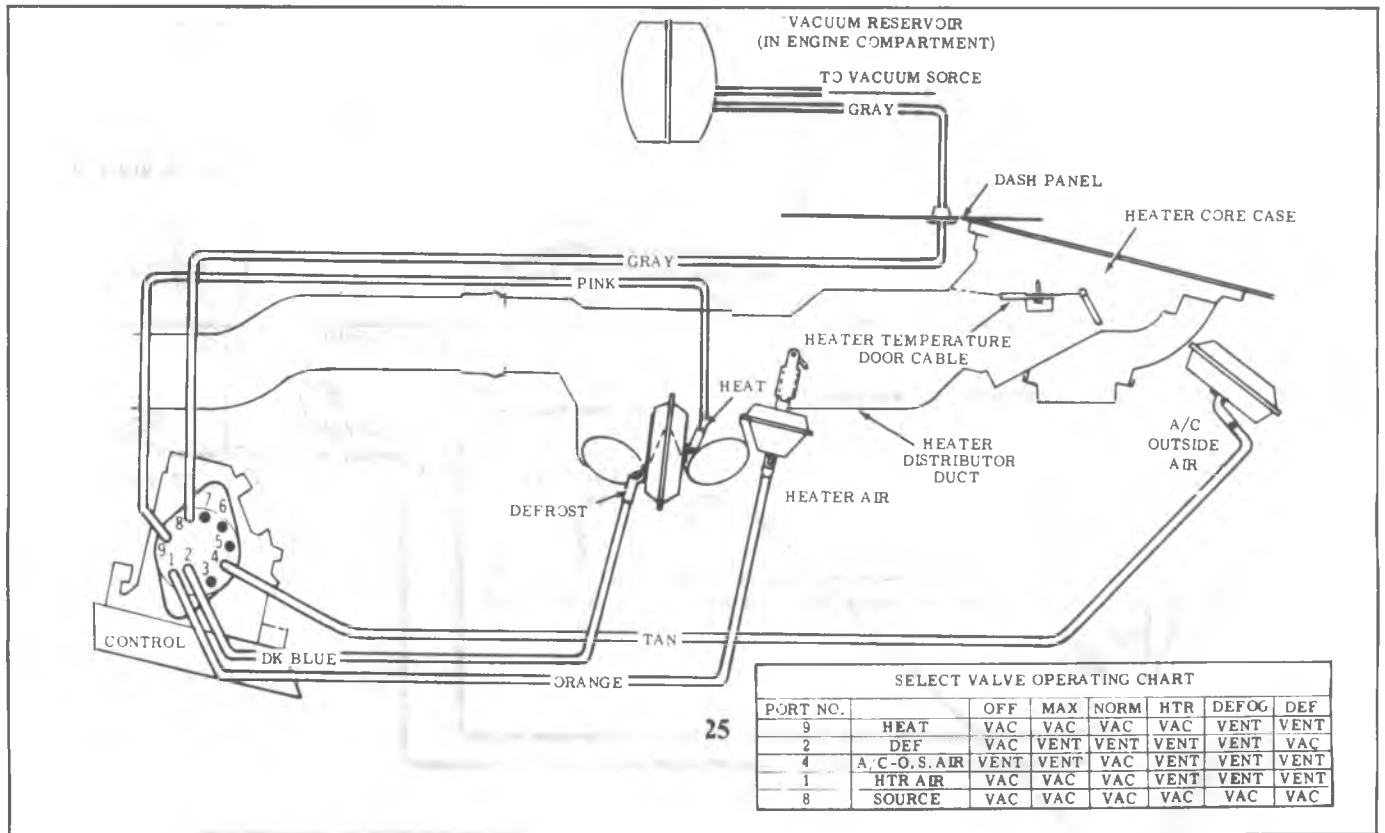 VACUUM RESERVOIR
(IN ENGINE COMPARTMENT)
TO VACUUM SORCE
GRAY
DASH PANEL
HEATER CORE CASE
GRAY
PINK
HEATER TEMPERATURE
DOOR CABLE
HEAT
A/C
OUTSIDE
AIR
HEATER
DISTRIBUTOR
DUCT
HEATER AIR
DEFROST
7 6
8 5
9 1 2 4
3
CONTROL
TAN
DK BLUE
ORANGE
25
SELECT VALVE OPERATING CHART
PORT NO. OFF MAX NORM HTR DEFOG DEF
9 HEAT VAC VAC VAC VAC VENT VENT
2 DEF VAC VENT VENT VENT VENT VAC
4 A/C-O.S. AIR VENT VENT VAC VENT VENT VENT
1 HTR AIR VAC VAC VAC VENT VENT VENT
8 SOURCE VAC VAC VAC VAC VAC VAC